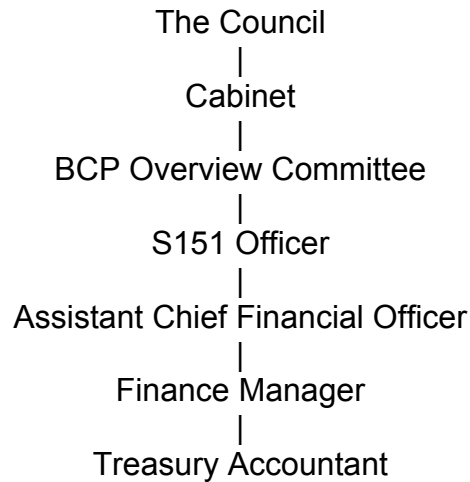 The Council
|
Cabinet
|
BCP Overview Committee
|
S151 Officer
|
Assistant Chief Financial Officer
|
Finance Manager
|
Treasury Accountant